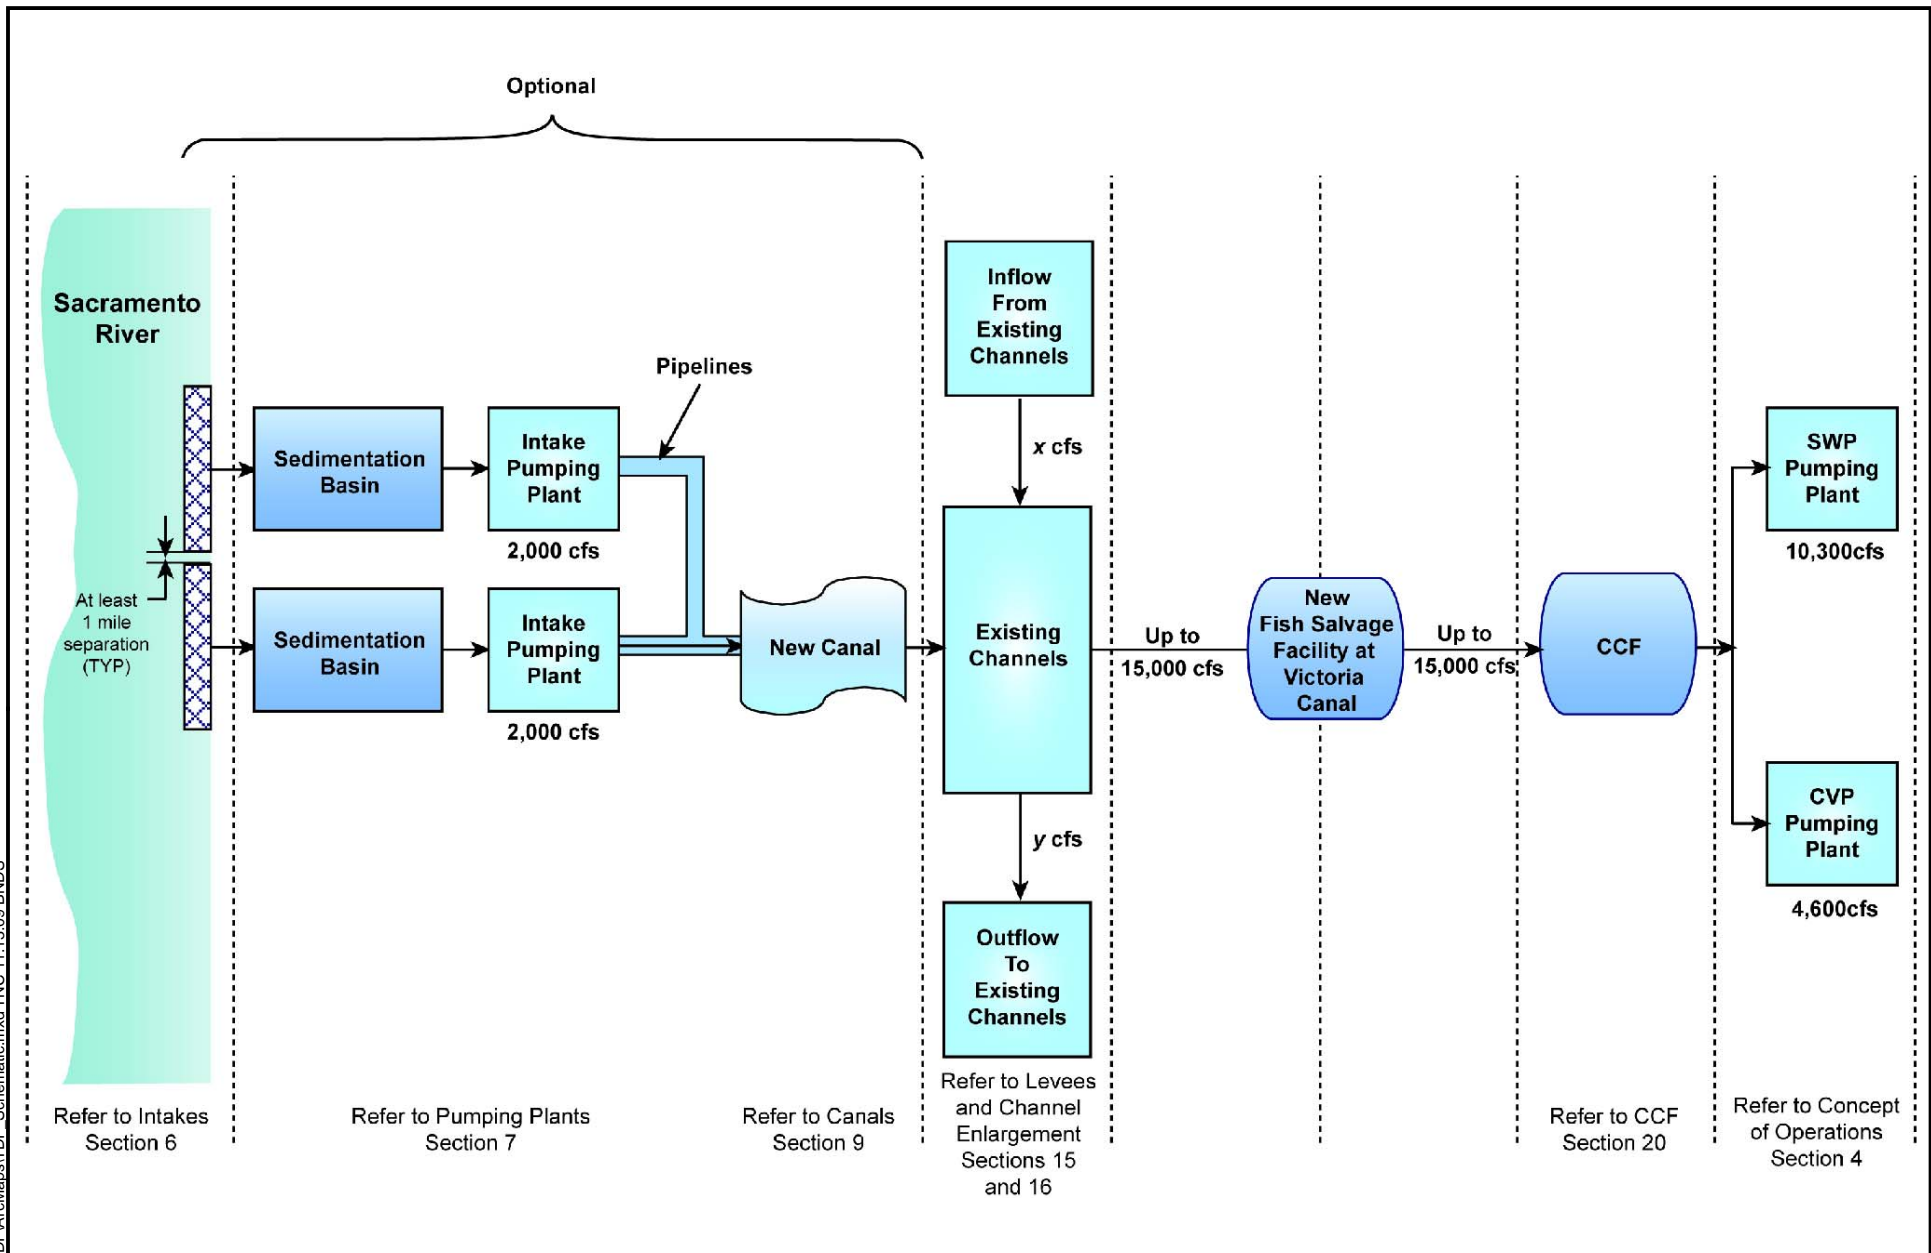 Optional
Sacramento
River
At least
1 mile
separation
(TYP)
Sedimentation
Basin
Intake
Pumping
Plant
2,000 cfs
Pipelines
Sedimentation
Basin
Intake
Pumping
Plant
2,000 cfs
New Canal
Inflow
From
Existing
Channels
x cfs
Existing
Channels
y cfs
Outflow
To
Existing
Channels
Up to
15,000 cfs
New
Fish Salvage
Facility at
Victoria
Canal
Up to
15,000 cfs
CCF
SWP
Pumping
Plant
10,300cfs
CVP
Pumping
Plant
4,600cfs
Refer to Intakes
Section 6
Refer to Pumping Plants
Section 7
Refer to Canals
Section 9
Refer to Levees
and Channel
Enlargement
Sections 15
and 16
Refer to CCF
Section 20
Refer to Concept
of Operations
Section 4